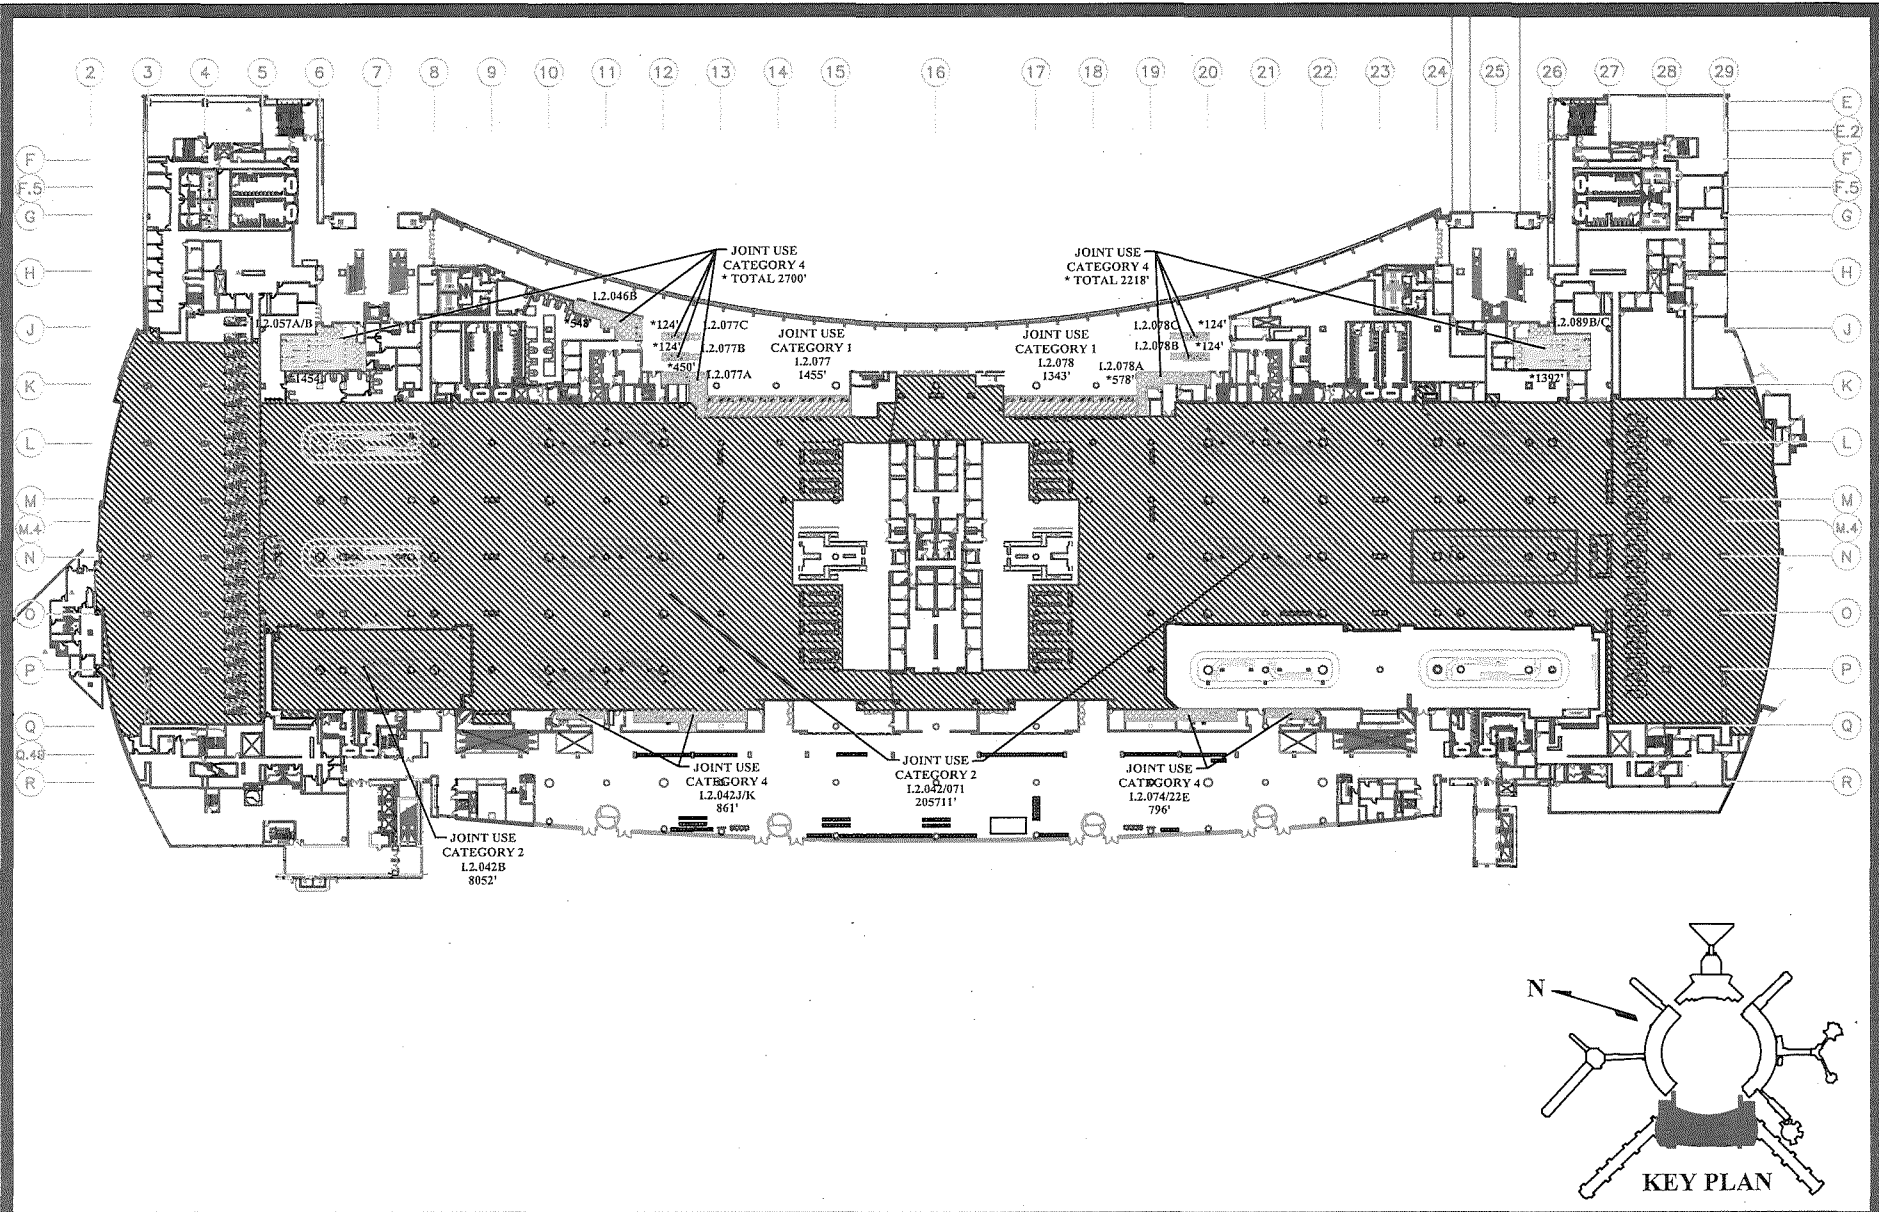 2 3 4 5 6 7 8 9 10 11 12 13 14 15 16 17 18 19 20 21 22 23 24 25 26 27 28 29
E
E.2
F F
F.5 F.5
G G
JOINT USE
CATEGORY 4
* TOTAL 2700'
JOINT USE
CATEGORY 4
* TOTAL 2218'
H H
I.2.046B
*548'
I.2.057A/B
*1454'
*124' I.2.077C
*124' I.2.077B
*450' I.2.077A
JOINT USE
CATEGORY 1
I.2.077
1455'
JOINT USE
CATEGORY 1
I.2.078
1343'
I.2.078C *124'
I.2.078B *124'
I.2.078A
*578'
I.2.089B/C
*1392'
J J
K K
L L
M M
M.4 M.4
N N
O O
P P
Q Q
Q.48
R R
JOINT USE
CATEGORY 4
I.2.042J/K
861'
JOINT USE
CATEGORY 2
I.2.042/071
205711'
JOINT USE
CATEGORY 4
I.2.074/22E
796'
JOINT USE
CATEGORY 2
I.2.042B
8052'
N
KEY PLAN